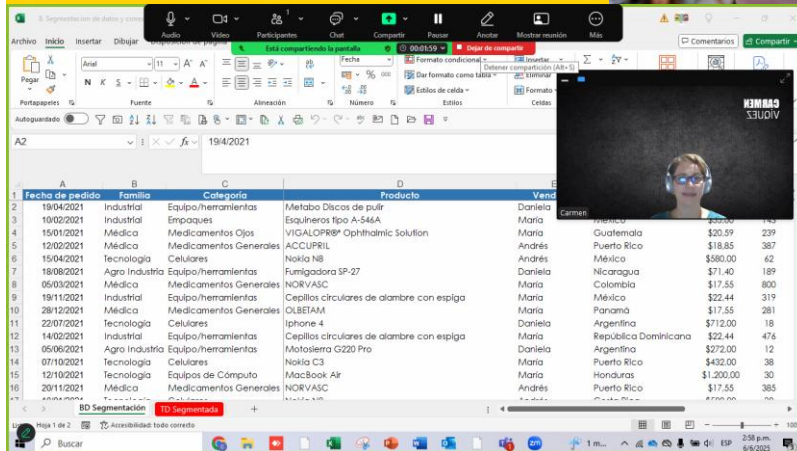 8. Segmentacion de datos y consol
Audio
Vídeo
Participantes
28
Chat
1
Compartir
Pausar
Anotar
Mostrar reunión
Más
Archivo Inicio Insertar Dibujar Disposición de página
Comentarios Compartir
Está compartiendo la pantalla
00:01:59
Dejar de compartir
Detener compartición (Alt+S)
Pegar
Arial 11
N K S
Fecha
Formato condicional
Dar formato como tabla
Estilos de celda
Insertar
Eliminar
Formato
Portapapeles Fuente Alineación Número Estilos Celdas
Autoguardado
A2 fx 19/4/2021
CARMEN
VÍQUEZ
Carmen
A B C D E
1 Fecha de pedido Familia Categoría Producto Vend
2 19/04/2021 Industrial Equipo/herramientas Metabo Discos de pulir Daniela
3 10/02/2021 Industrial Empaques Esquineros tipo A-546A María México $35,00 143
4 15/01/2021 Médica Medicamentos Ojos VIGALOPR®* Ophthalmic Solution María Guatemala $20,59 239
5 12/02/2021 Médica Medicamentos Generales ACCUPRIL Andrés Puerto Rico $18,85 387
6 15/04/2021 Tecnología Celulares Nokia N8 Andrés México $580,00 62
7 18/08/2021 Agro Industria Equipo/herramientas Fumigadora SP-27 Daniela Nicaragua $71,40 189
8 05/03/2021 Médica Medicamentos Generales NORVASC María Colombia $17,55 800
9 19/11/2021 Industrial Equipo/herramientas Cepillos circulares de alambre con espiga María México $22,44 319
10 28/12/2021 Médica Medicamentos Generales OLBETAM María Panamá $17,55 281
11 22/07/2021 Tecnología Celulares Iphone 4 Daniela Argentina $712,00 18
12 14/02/2021 Industrial Equipo/herramientas Cepillos circulares de alambre con espiga María República Dominicana $22,44 476
13 05/06/2021 Agro Industria Equipo/herramientas Motosierra G220 Pro Daniela Argentina $272,00 12
14 07/10/2021 Tecnología Celulares Nokia C3 María Puerto Rico $432,00 38
15 12/10/2021 Tecnología Equipos de Cómputo MacBook Air María Honduras $1.200,00 30
16 20/11/2021 Médica Medicamentos Generales NORVASC Andrés Puerto Rico $17,55 385
BD Segmentación TD Segmentada
Hoja 1 de 2 Accesibilidad: todo correcto 100
Buscar 1 m... ESP 2:58 p.m.
6/6/2025